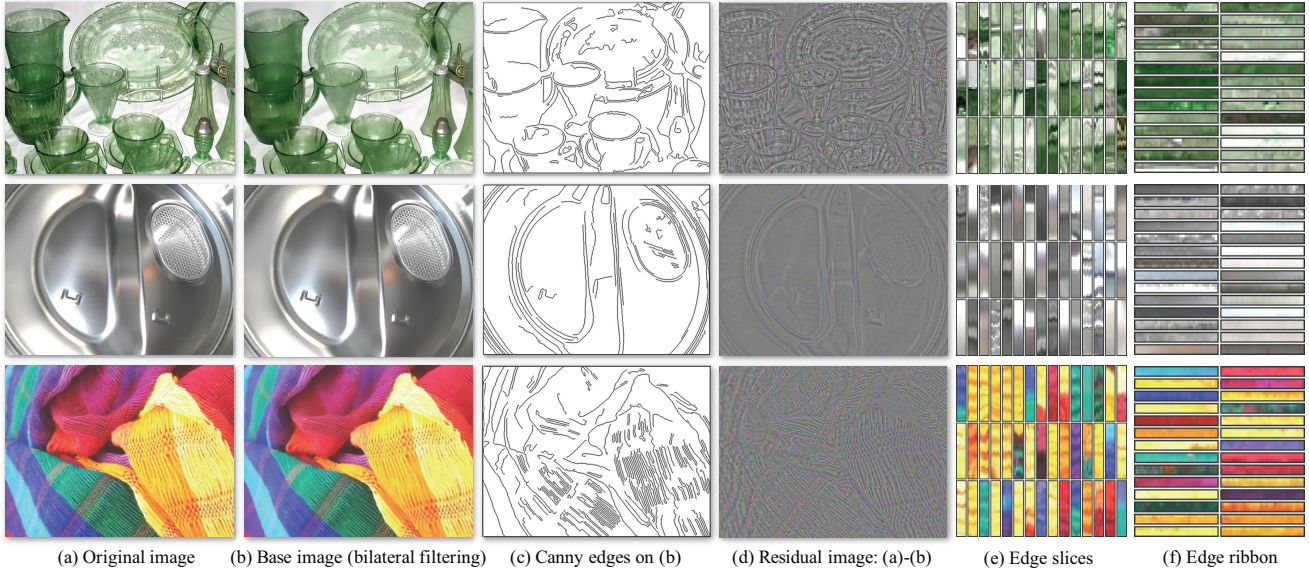 (a) Original image
(b) Base image (bilateral filtering)
(c) Canny edges on (b)
(d) Residual image: (a)-(b)
(e) Edge slices
(f) Edge ribbon